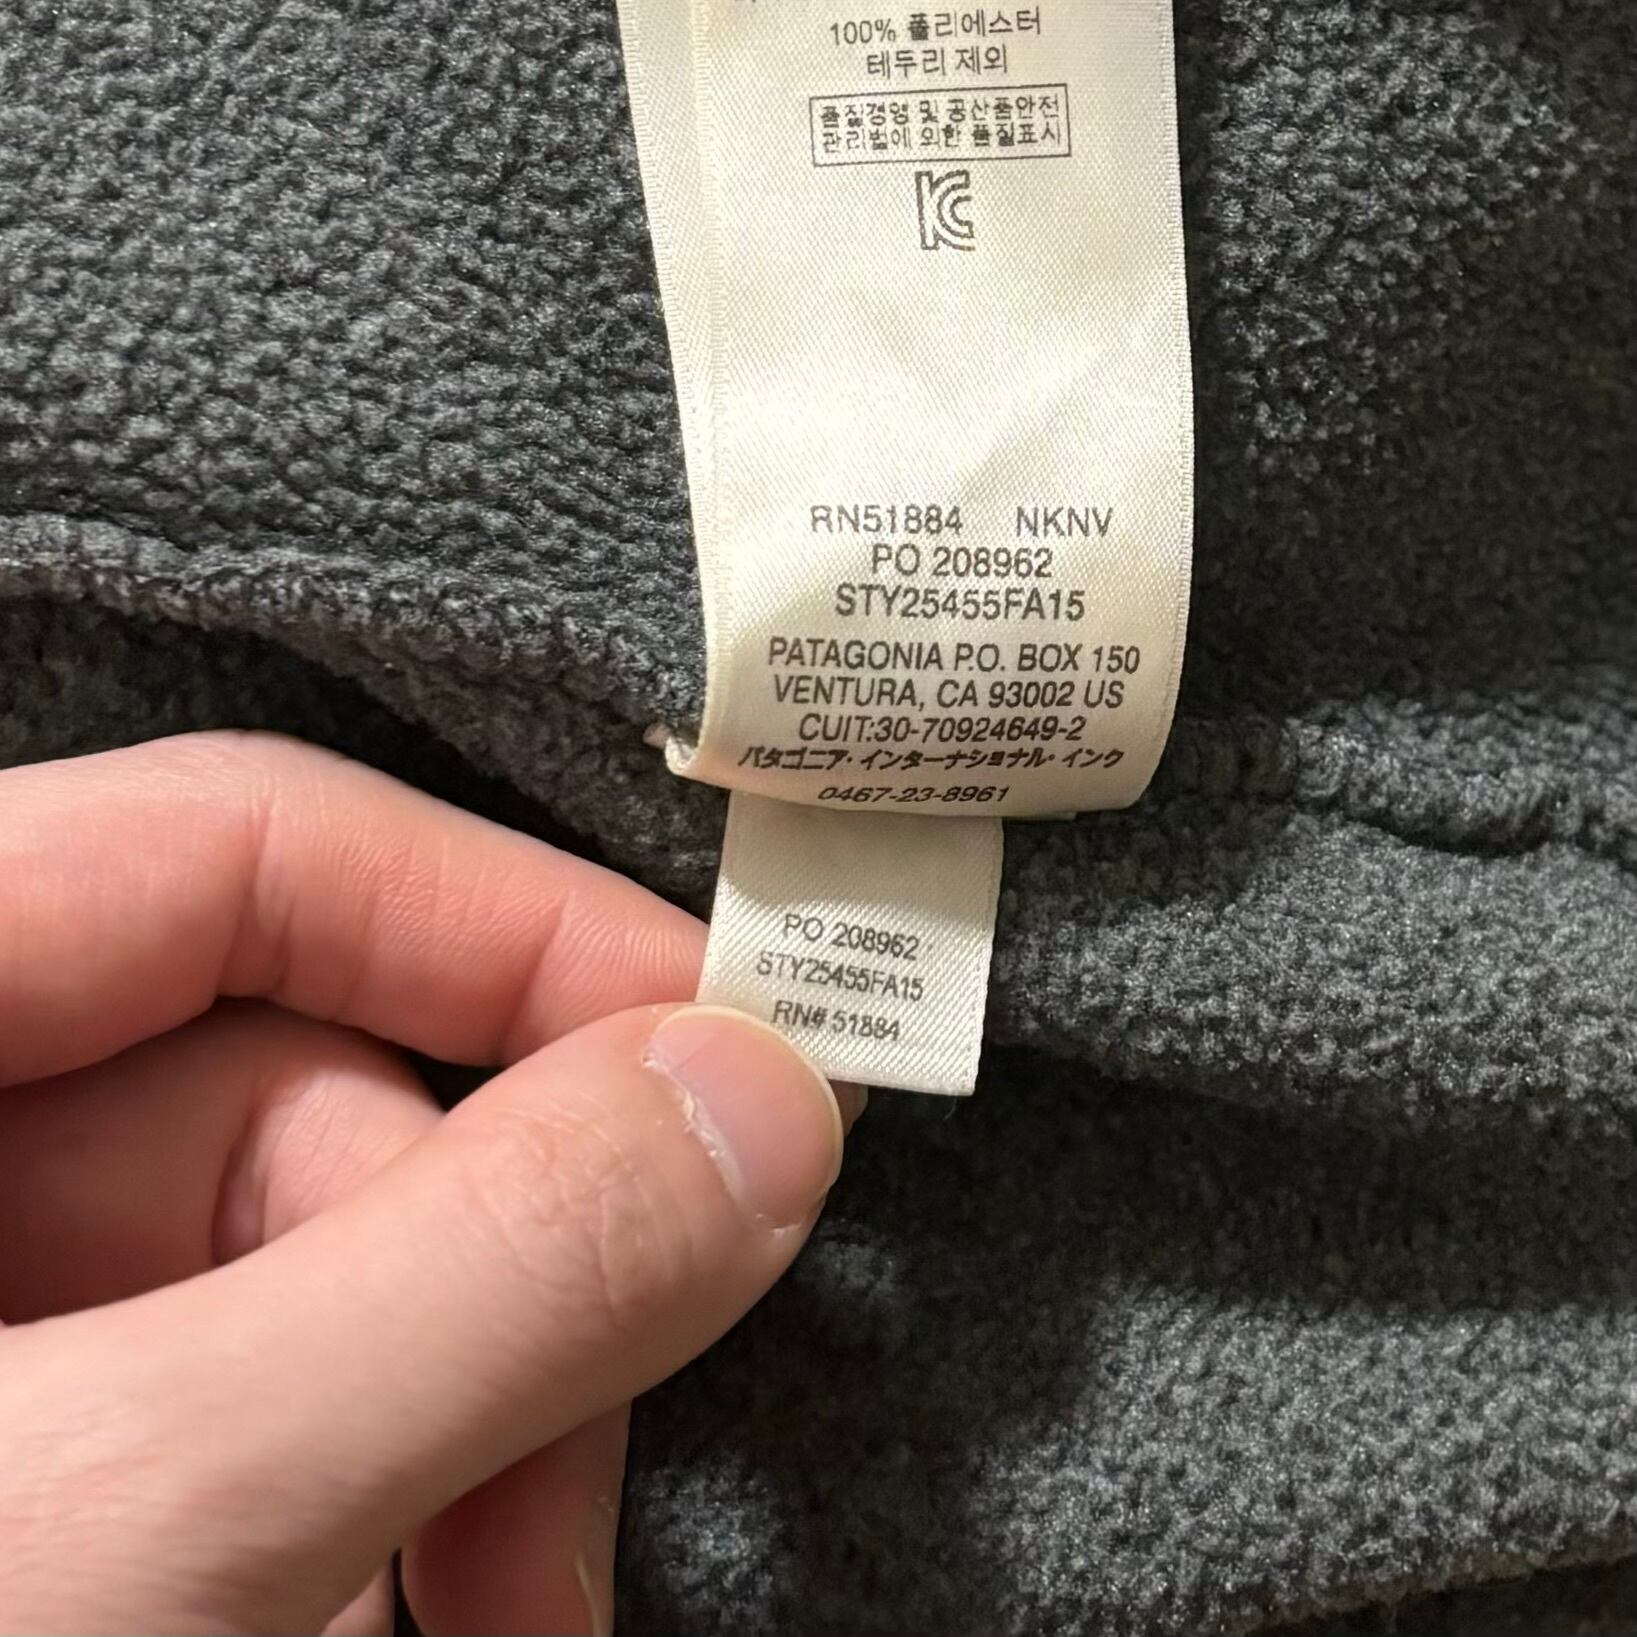 100% 폴리에스터
테두리 제외
품질경영 및 공산품안전
관리법에 의한 품질표시
KC
RN51884 NKNV
PO 208962
STY25455FA15
PATAGONIA P.O. BOX 150
VENTURA, CA 93002 US
CUIT:30-70924649-2
パタゴニア・インターナショナル・インク
0467-23-8961
PO 208962
STY25455FA15
RN# 51884